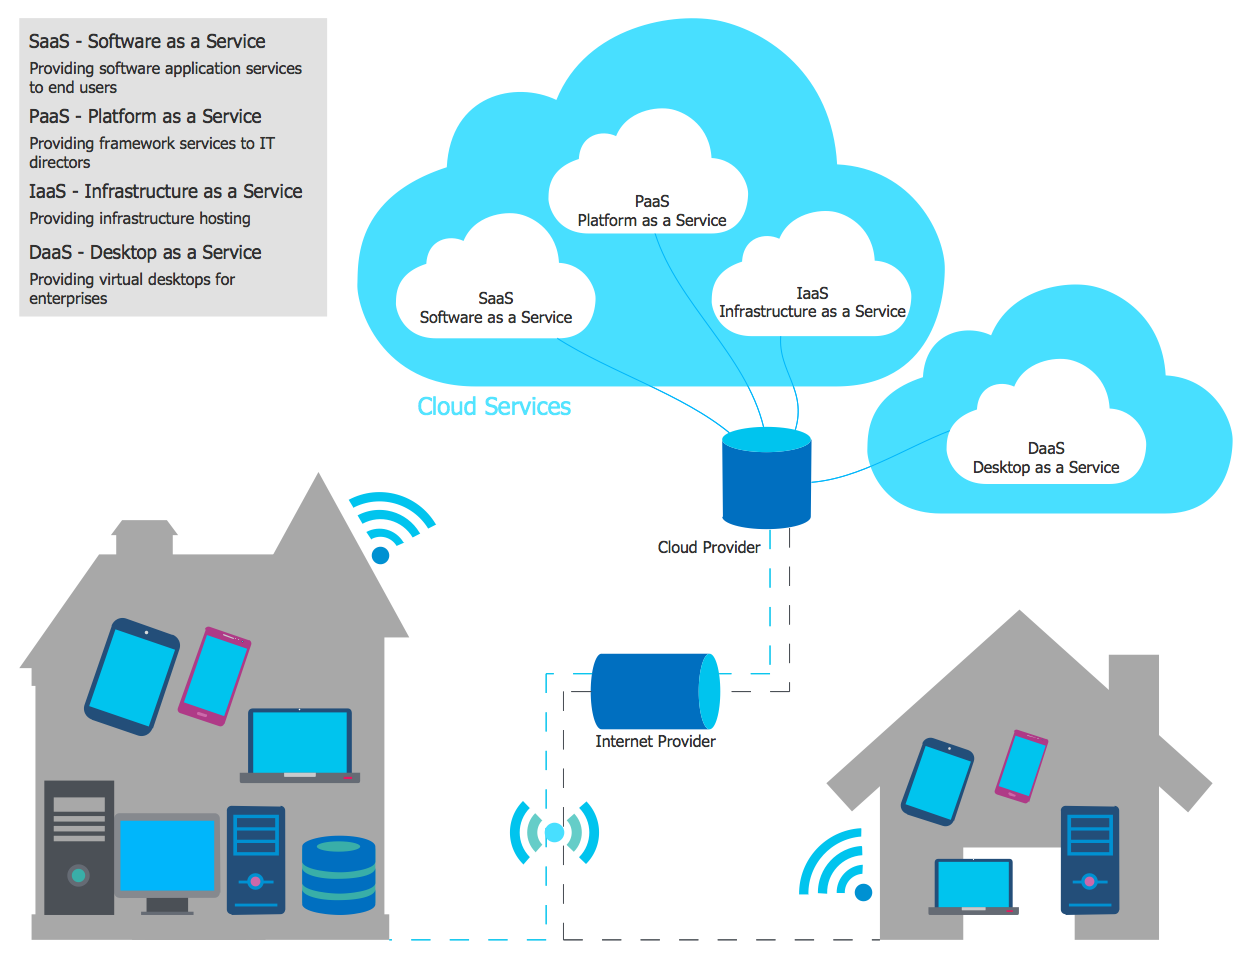 SaaS - Software as a Service
Providing software application services
to end users
PaaS - Platform as a Service
Providing framework services to IT
directors
IaaS - Infrastructure as a Service
Providing infrastructure hosting
DaaS - Desktop as a Service
Providing virtual desktops for
enterprises
PaaS
Platform as a Service
SaaS
Software as a Service
IaaS
Infrastructure as a Service
Cloud Services
DaaS
Desktop as a Service
Cloud Provider
Internet Provider